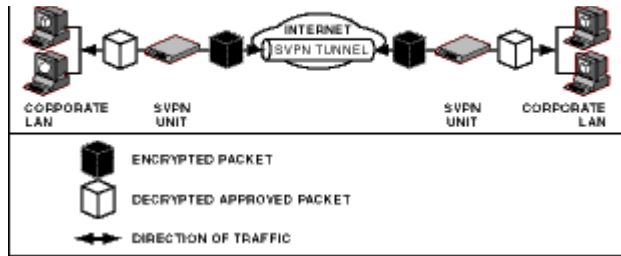 INTERNET
SVPN TUNNEL
CORPORATE
LAN
SVPN
UNIT
SVPN
UNIT
CORPORATE
LAN
ENCRYPTED PACKET
DECRYPTED APPROVED PACKET
DIRECTION OF TRAFFIC